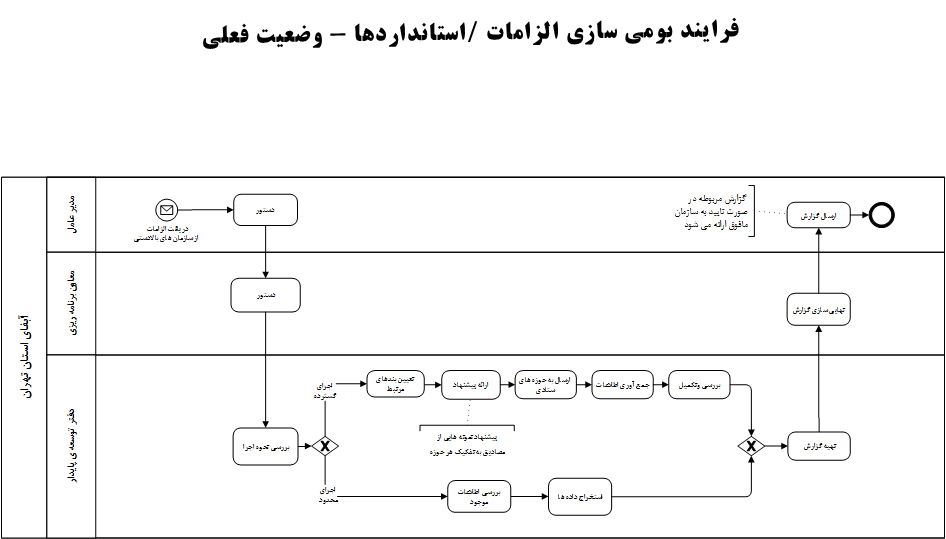 فرایند بومی سازی الزامات /استانداردها – وضعیت فعلی
آبفای استان تهران
مدیر عامل
دریافت الزامات
از سازمان های بالادستی
دستور
گزارش مربوطه در
صورت تایید به سازمان
مافوق ارائه می شود
ارسال گزارش
معاون برنامه ریزی
دستور
نهایی سازی گزارش
دفتر توسعه ی پایدار
بررسی نحوه اجرا
اجرای
گسترده
تعیین بندهای
مرتبط
ارائه پیشنهاد
پیشنهاد نمونه هایی از
مصادیق به تفکیک هر حوزه
ارسال به حوزه های
ستادی
جمع آوری اطلاعات
بررسی وتکمیل
تهیه گزارش
اجرای
محدود
بررسی اطلاعات
موجود
استخراج داده ها